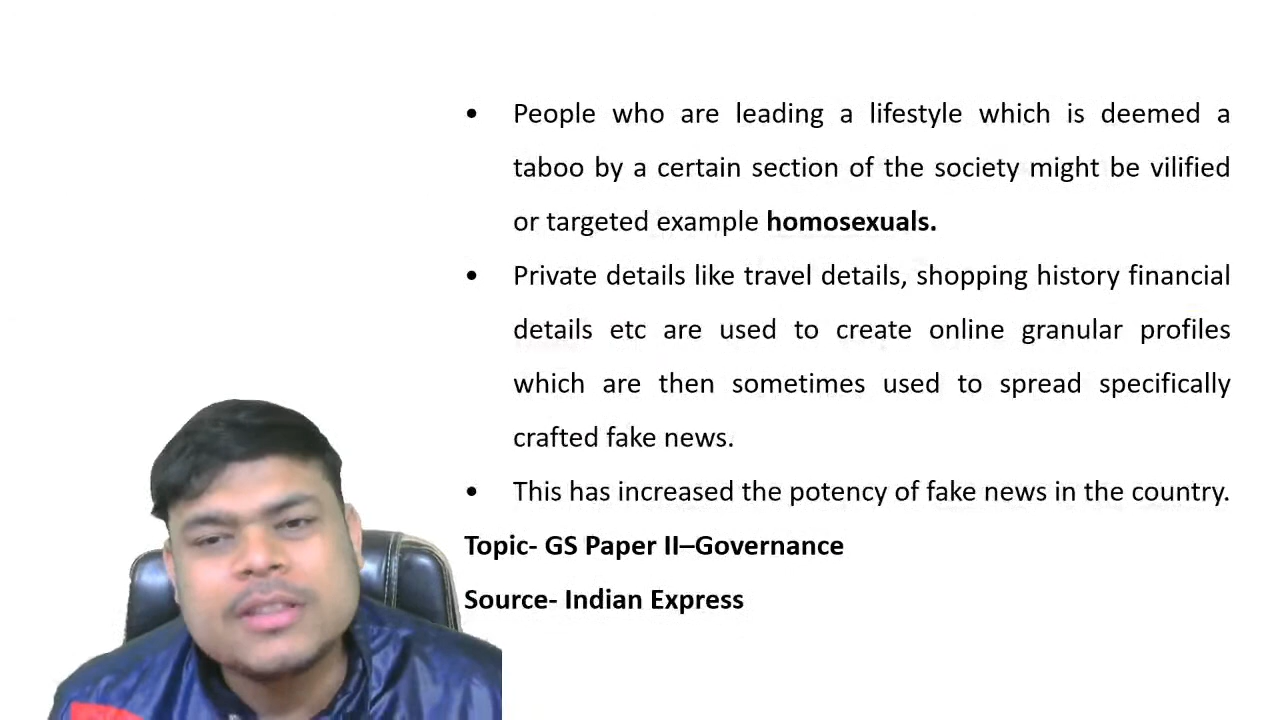 • People who are leading a lifestyle which is deemed a
taboo by a certain section of the society might be vilified
or targeted example homosexuals.
• Private details like travel details, shopping history financial
details etc are used to create online granular profiles
which are then sometimes used to spread specifically
crafted fake news.
• This has increased the potency of fake news in the country.
Topic- GS Paper II–Governance
Source- Indian Express